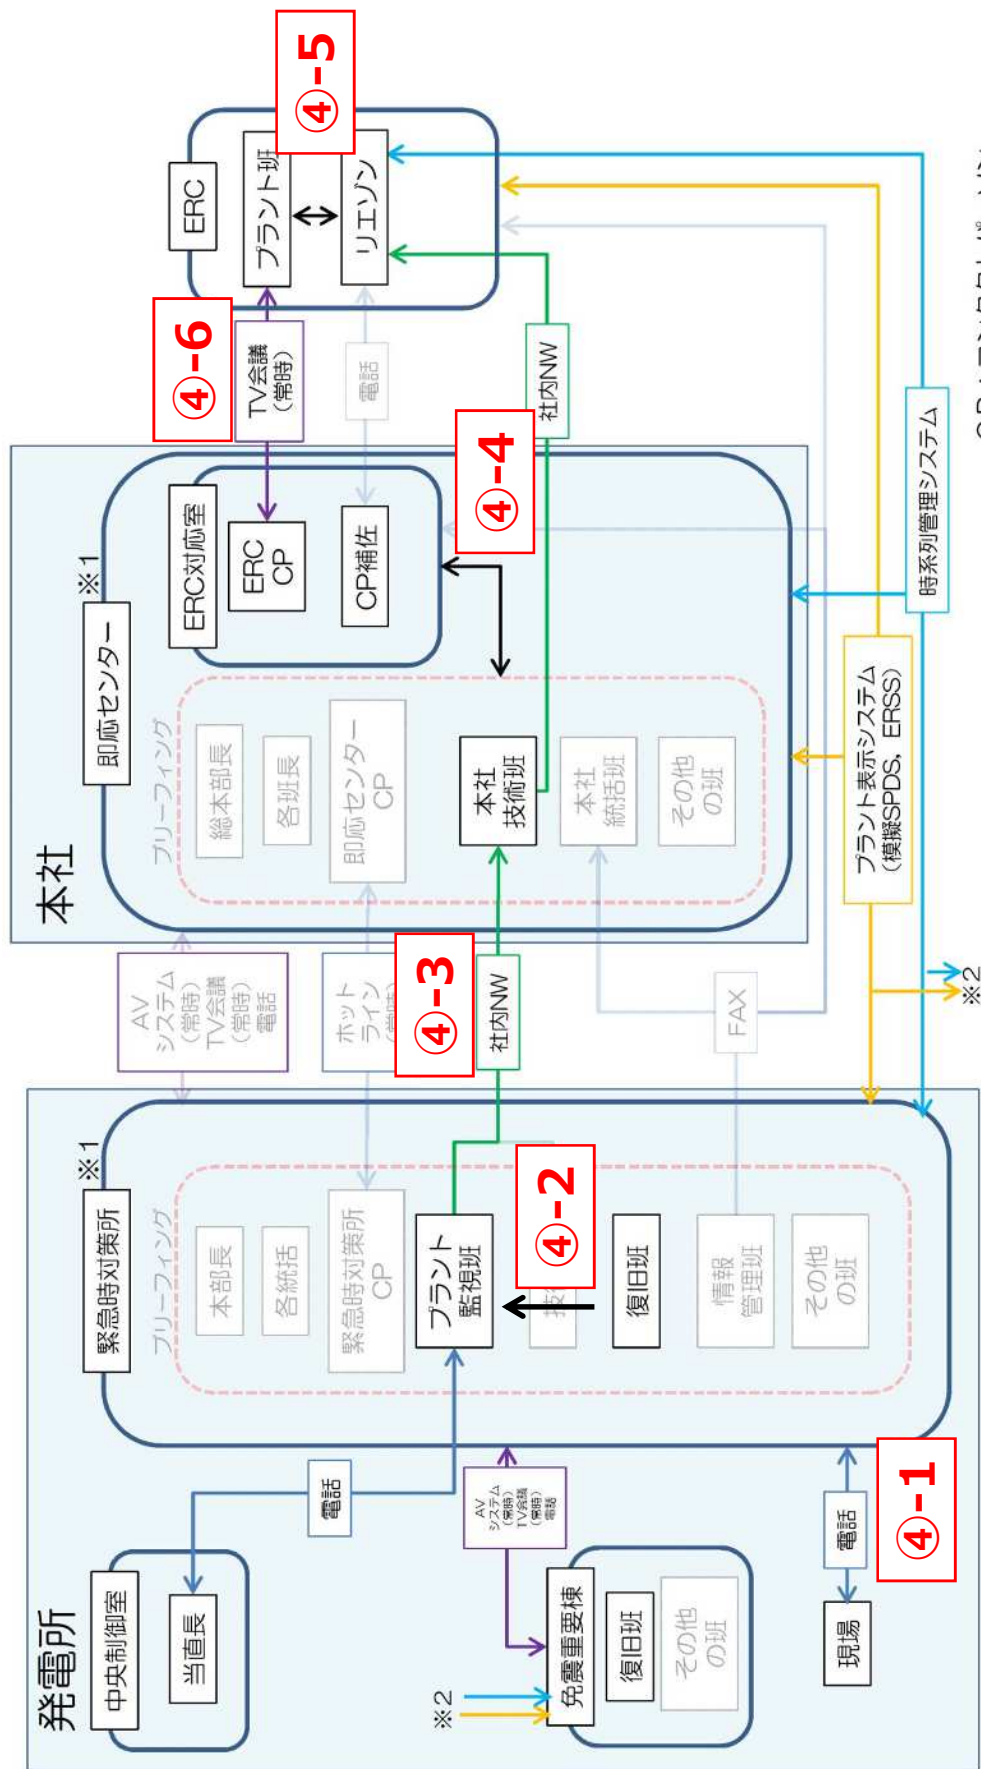 発電所
中央制御室
当直長
電話
※2
免震重要棟
復旧班
その他
の班
AV
システム
(常時)
TV会議
(常時)
電話
現場
電話
④-1
緊急時対策所
※1
ブリーフィング
本部長
各統括
緊急時対策所
CP
プラント
監視班
④-2
復旧班
情報
管理班
その他
の班
AV
システム
(常時)
TV会議
(常時)
電話
ホット
ライン
④-3
社内NW
FAX
※2
本社
即応センター
※1
ブリーフィング
総本部長
各班長
即応センター
CP
本社
技術班
本社
統括班
その他
の班
ERC対応室
ERC
CP
CP補佐
④-4
④-6
TV会議
(常時)
電話
社内NW
プラント表示システム
(模擬SPDS、ERSS)
時系列管理システム
ERC
プラント班
リエゾン
④-5